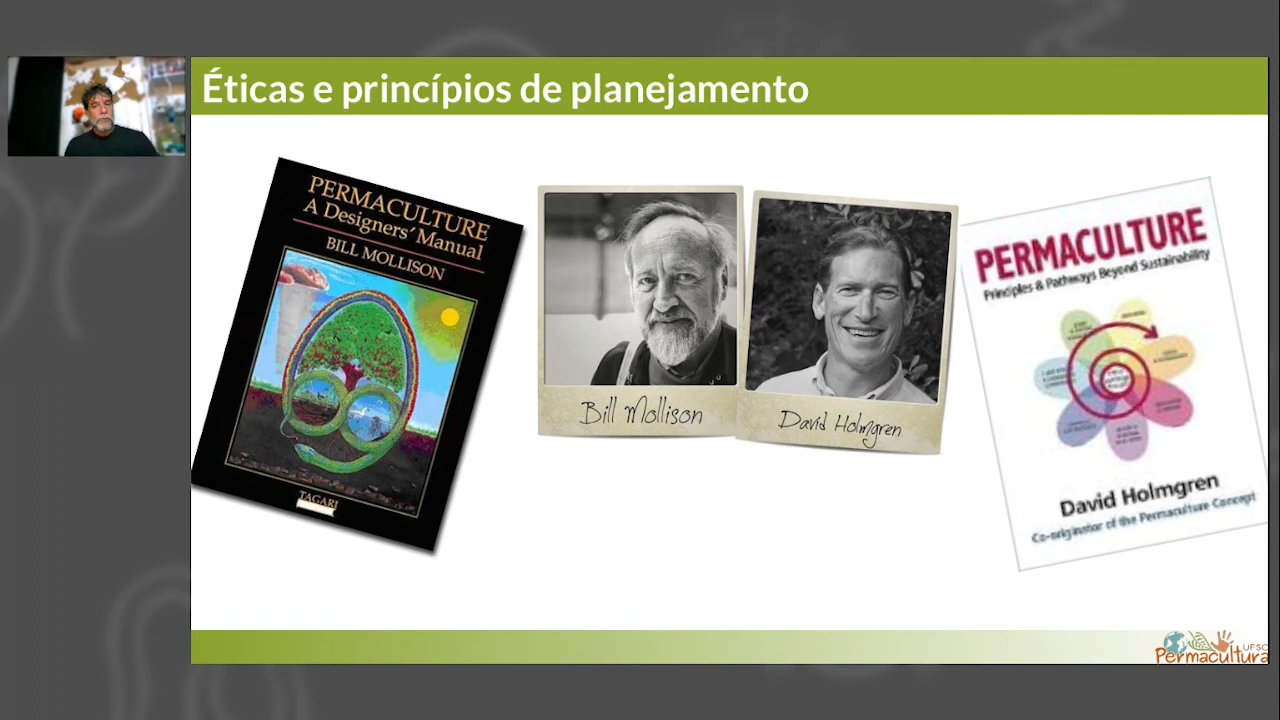 Éticas e princípios de planejamento
PERMACULTURE
A Designers' Manual
BILL MOLLISON
TAGARI
Bill Mollison
David Holmgren
PERMACULTURE
Principles & Pathways Beyond Sustainability
David Holmgren
Co-originator of the Permaculture Concept
UFSC
Permacultura